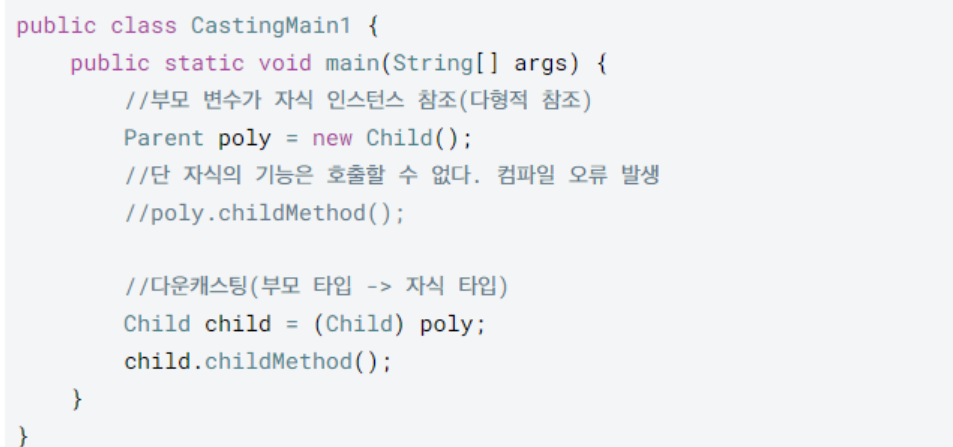 public class CastingMain1 {
    public static void main(String[] args) {
        //부모 변수가 자식 인스턴스 참조(다형적 참조)
        Parent poly = new Child();
        //단 자식의 기능은 호출할 수 없다. 컴파일 오류 발생
        //poly.childMethod();

        //다운캐스팅(부모 타입 -> 자식 타입)
        Child child = (Child) poly;
        child.childMethod();
    }
}